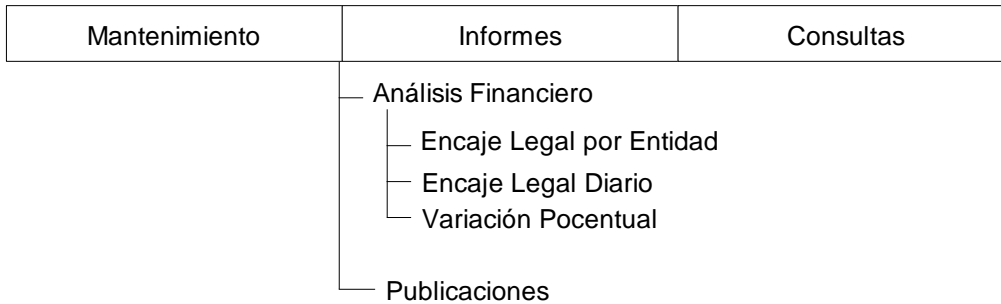 Mantenimiento Informes Consultas
Análisis Financiero
Encaje Legal por Entidad
Encaje Legal Diario
Variación Pocentual
Publicaciones